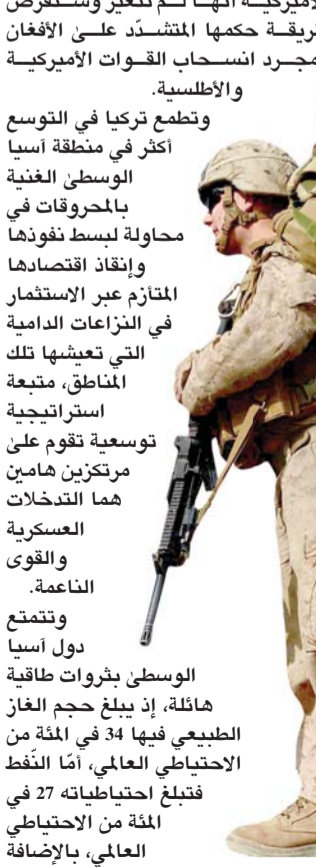 الأميركية أنها لم تتغير وستفرض
طريقة حكمها المتشدّد على الأفغان
بمجرد انسحاب القوات الأميركية
والأطلسية.
وتطمع تركيا في التوسع
أكثر في منطقة آسيا
الوسطى الغنية
بالمحروقات في
محاولة لبسط نفوذها
وإنقاذ اقتصادها
المتأزم عبر الاستثمار
في النزاعات الدامية
التي تعيشها تلك
المناطق، متبعة
استراتيجية
توسعية تقوم على
مرتكزين هامين
هما التدخلات
العسكرية
والقوى
الناعمة.
وتتمتع
دول آسيا
الوسطى بثروات طاقية
هائلة، إذ يبلغ حجم الغاز
الطبيعي فيها 34 في المئة من
الاحتياطي العالمي، أمّا النّفط
فتبلغ احتياطياته 27 في
المئة من الاحتياطي
العالمي، بالإضافة